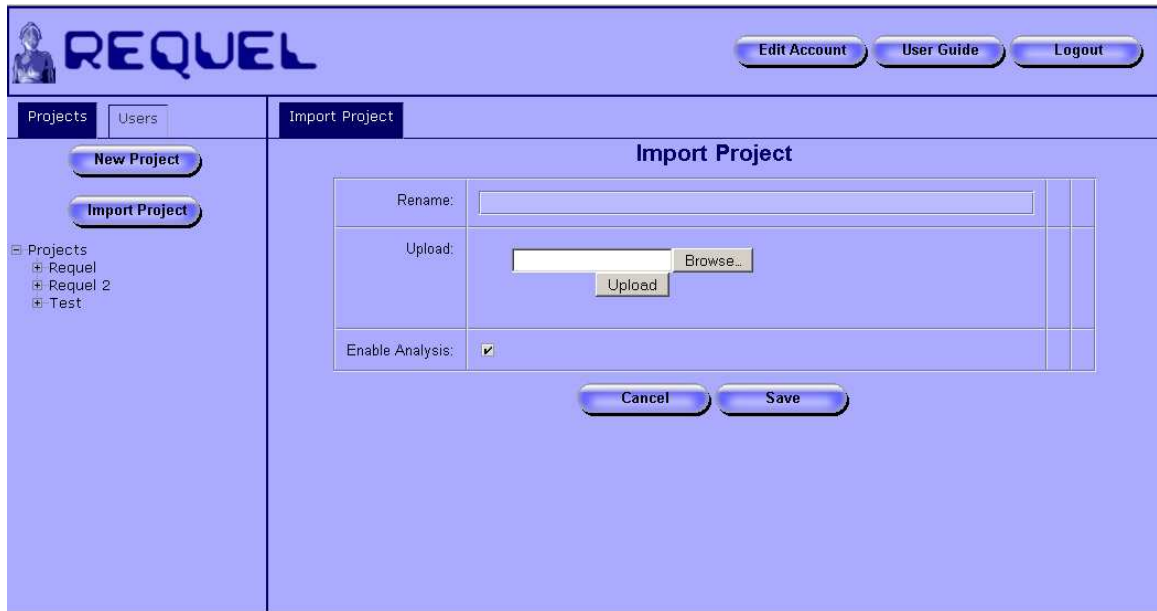 REQUEL
Edit Account
User Guide
Logout
Projects
Users
Import Project
New Project
Import Project
Projects
Requel
Requel 2
Test
Import Project
Rename:
Upload:
Browse...
Upload
Enable Analysis:
Cancel
Save